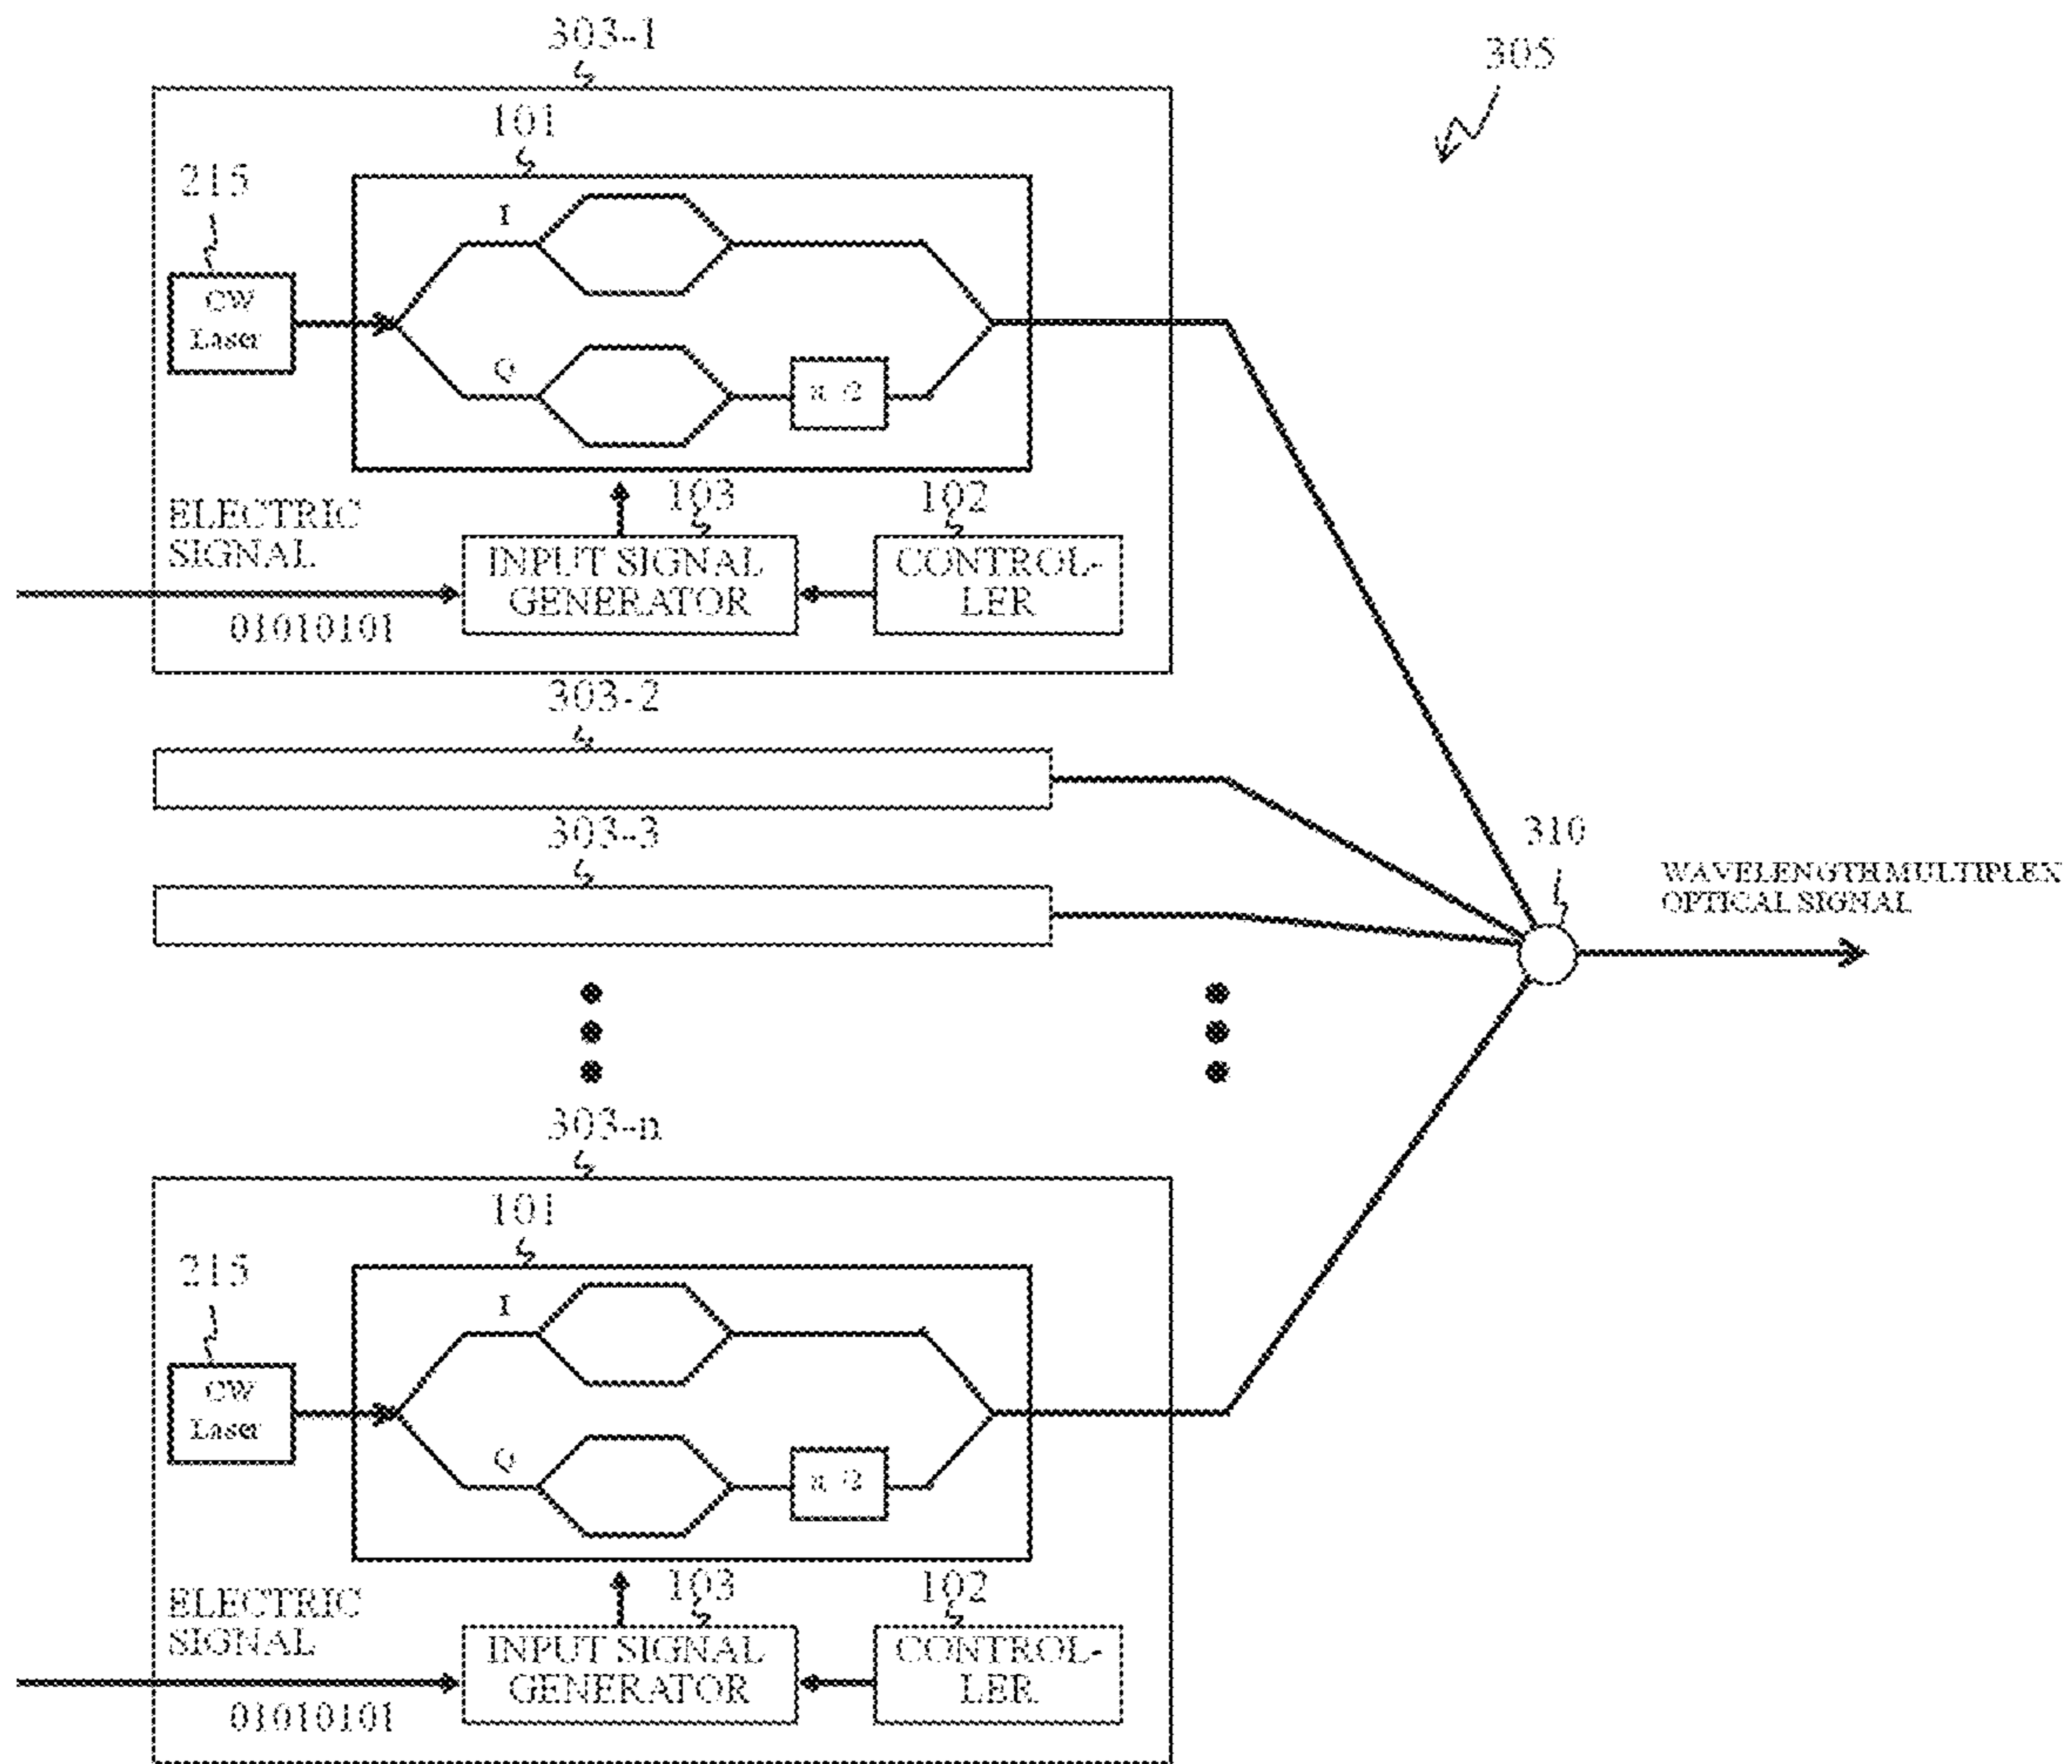 303-1
305
101
215
I
CW
Laser
Q
π /2
103
102
ELECTRIC
SIGNAL
INPUT SIGNAL
GENERATOR
CONTROL-
LER
01010101
303-2
303-3
310
WAVELENGTH MULTIPLEX
OPTICAL SIGNAL
303-n
101
215
I
CW
Laser
Q
π /2
103
102
ELECTRIC
SIGNAL
INPUT SIGNAL
GENERATOR
CONTROL-
LER
01010101